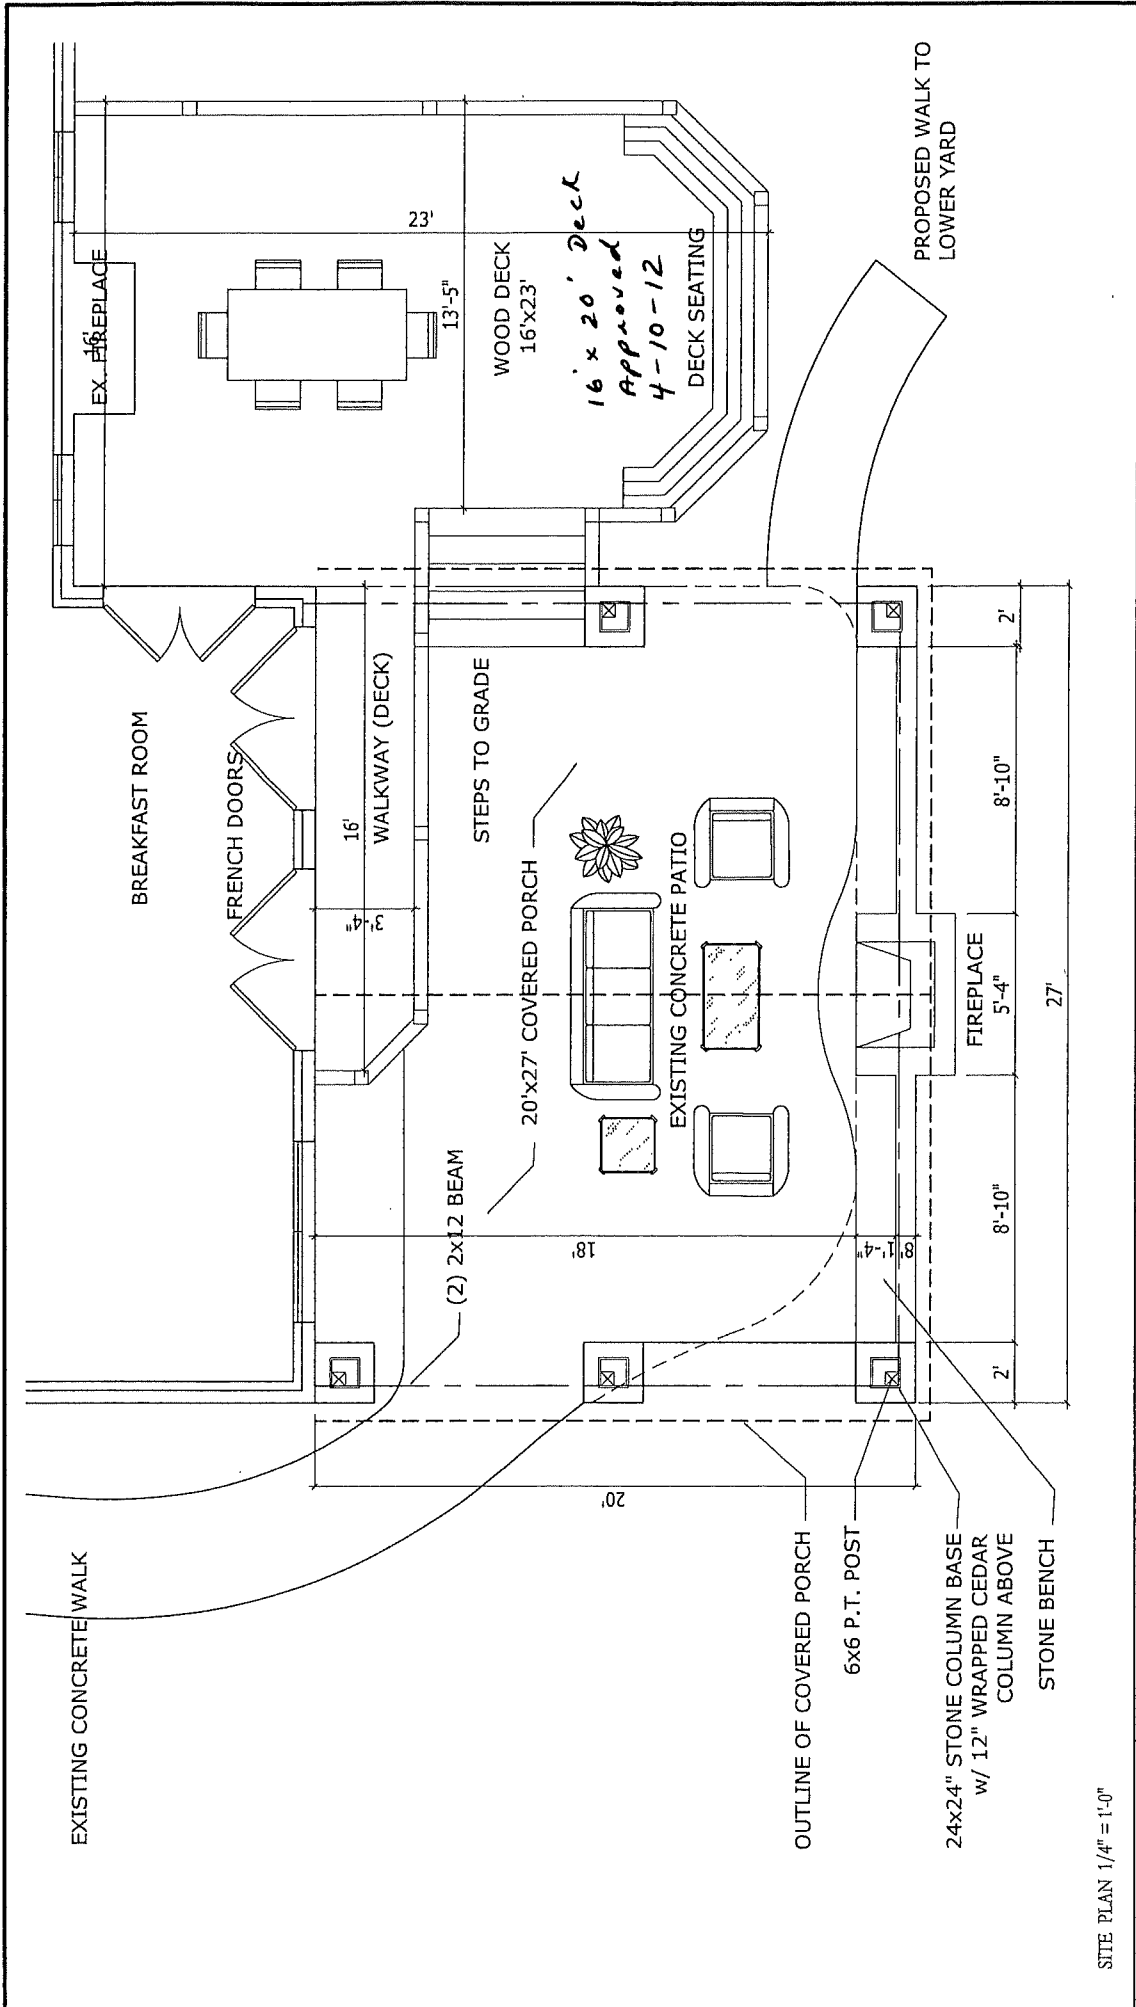 EXISTING CONCRETE WALK
BREAKFAST ROOM
FRENCH DOORS
EX. FIREPLACE
16'
16'
WALKWAY (DECK)
3'-4"
23'
13'-5"
WOOD DECK
16'x23'
16' x 20' Deck
Approved
4-10-12
DECK SEATING
STEPS TO GRADE
(2) 2x12 BEAM
20'x27' COVERED PORCH
EXISTING CONCRETE PATIO
18'
1'-4"
8'
20'
PROPOSED WALK TO
LOWER YARD
OUTLINE OF COVERED PORCH
6x6 P.T. POST
24x24" STONE COLUMN BASE
w/ 12" WRAPPED CEDAR
COLUMN ABOVE
STONE BENCH
FIREPLACE
2'
8'-10"
5'-4"
8'-10"
2'
27'
SITE PLAN 1/4" = 1'-0"